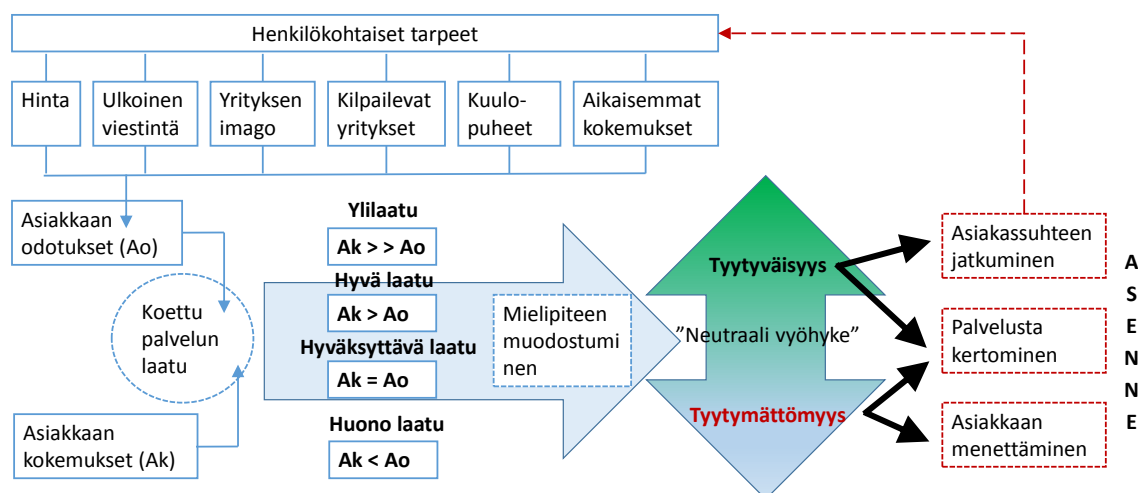 Henkilökohtaiset tarpeet
Hinta
Ulkoinen
viestintä
Yrityksen
imago
Kilpailevat
yritykset
Kuulo-
puheet
Aikaisemmat
kokemukset
Asiakkaan
odotukset (Ao)
Koettu
palvelun
laatu
Asiakkaan
kokemukset (Ak)
Ylilaatu
Ak > > Ao
Hyvä laatu
Ak > Ao
Hyväksyttävä laatu
Ak = Ao
Huono laatu
Ak < Ao
Mielipiteen
muodostumi
nen
Tyytyväisyys
”Neutraali vyöhyke”
Tyytymättömyys
Asiakassuhteen
jatkuminen
Palvelusta
kertominen
Asiakkaan
menettäminen
A
S
E
N
N
E